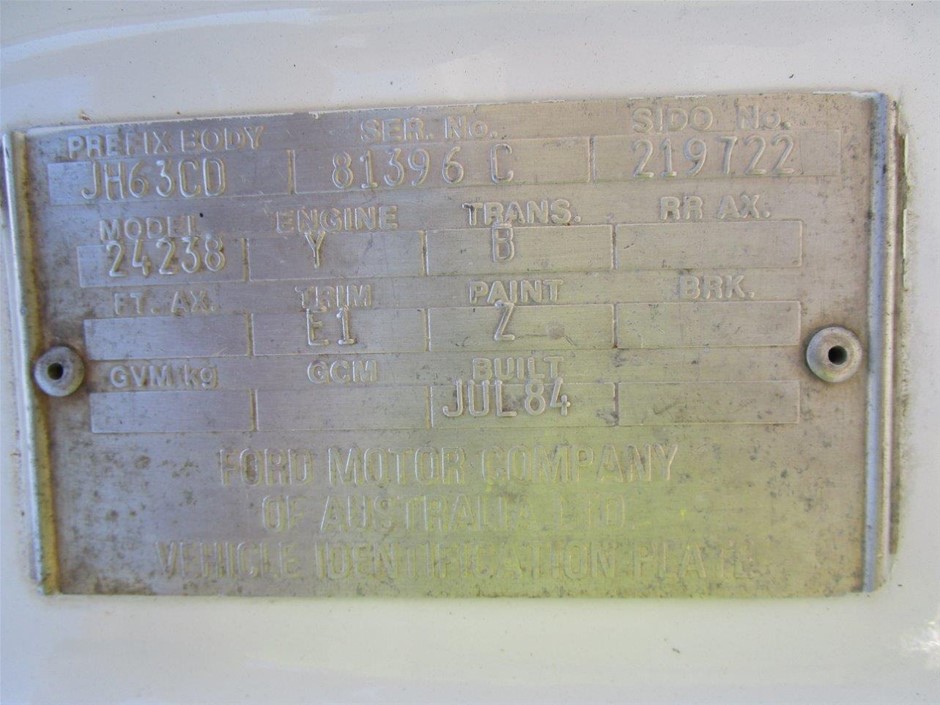 PREFIX BODY SER. No. SIDO No.
JH63CD 81396 C 219722
MODEL ENGINE TRANS. RR AX.
24238 Y B
FT. AX. TRIM PAINT BRK.
E1 Z
GVM kg GCM BUILT
JUL 84
FORD MOTOR COMPANY
OF AUSTRALIA LTD
VEHICLE IDENTIFICATION PLATE